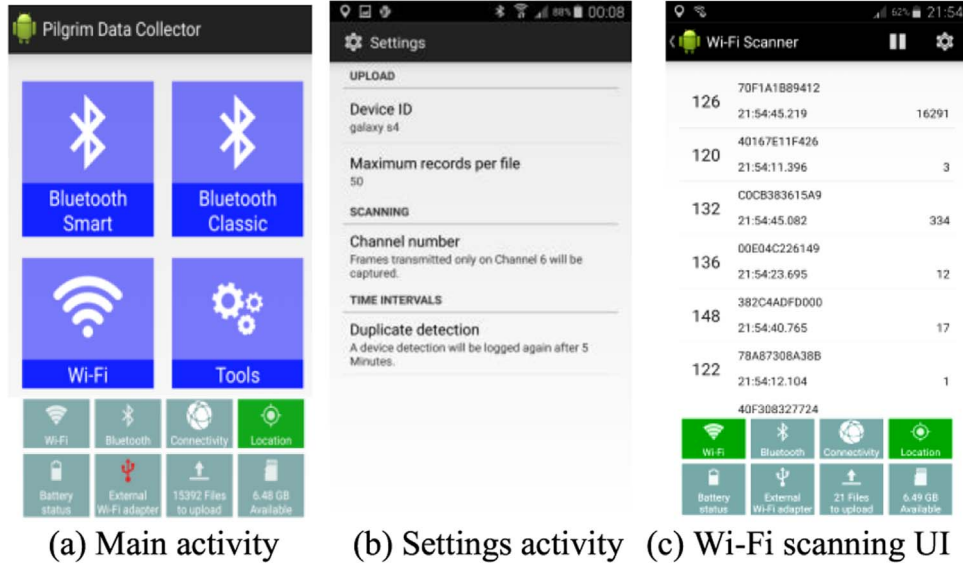 Pilgrim Data Collector
Bluetooth
Smart
Bluetooth
Classic
Wi-Fi
Tools
Wi-Fi
Bluetooth
Connectivity
Location
Battery
status
External
Wi-Fi adapter
15392 Files
to upload
6.48 GB
Available
(a) Main activity
88% 00:08
Settings
UPLOAD
Device ID
galaxy s4
Maximum records per file
50
SCANNING
Channel number
Frames transmitted only on Channel 6 will be
captured.
TIME INTERVALS
Duplicate detection
A device detection will be logged again after 5
Minutes.
(b) Settings activity
62% 21:54
Wi-Fi Scanner
70F1A1B89412
126
21:54:45.219 16291
40167E11F426
120
21:54:11.396 3
C0CB383615A9
132
21:54:45.082 334
00E04C226149
136
21:54:23.695 12
382C4ADFD000
148
21:54:40.765 17
78A87308A38B
122
21:54:12.104 1
40F308327724
Wi-Fi
Bluetooth
Connectivity
Location
Battery
status
External
Wi-Fi adapter
21 Files
to upload
6.49 GB
Available
(c) Wi-Fi scanning UI